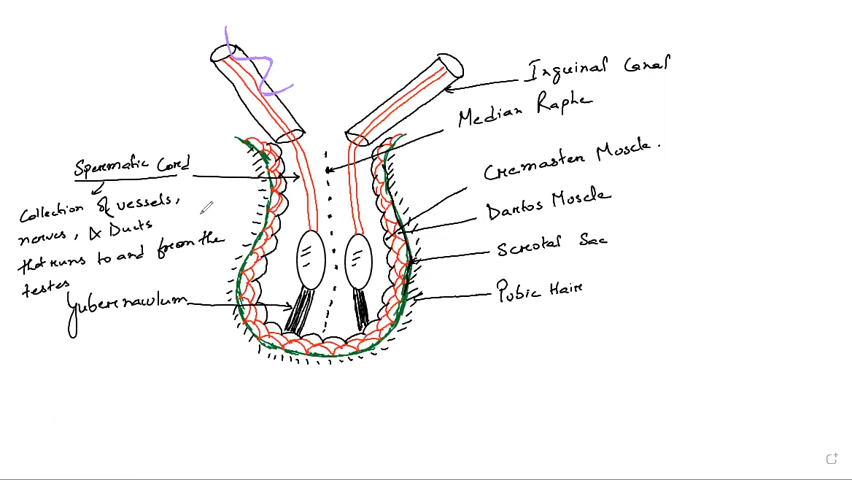 Inguinal Canal
Median Raphe
Cremaster Muscle.
Dartos Muscle
Scrotal Sac
Pubic Hair
Spermatic Cord
Collection of vessels,
nerves, & Ducts
that runs to and from the
testes
Gubernaculum